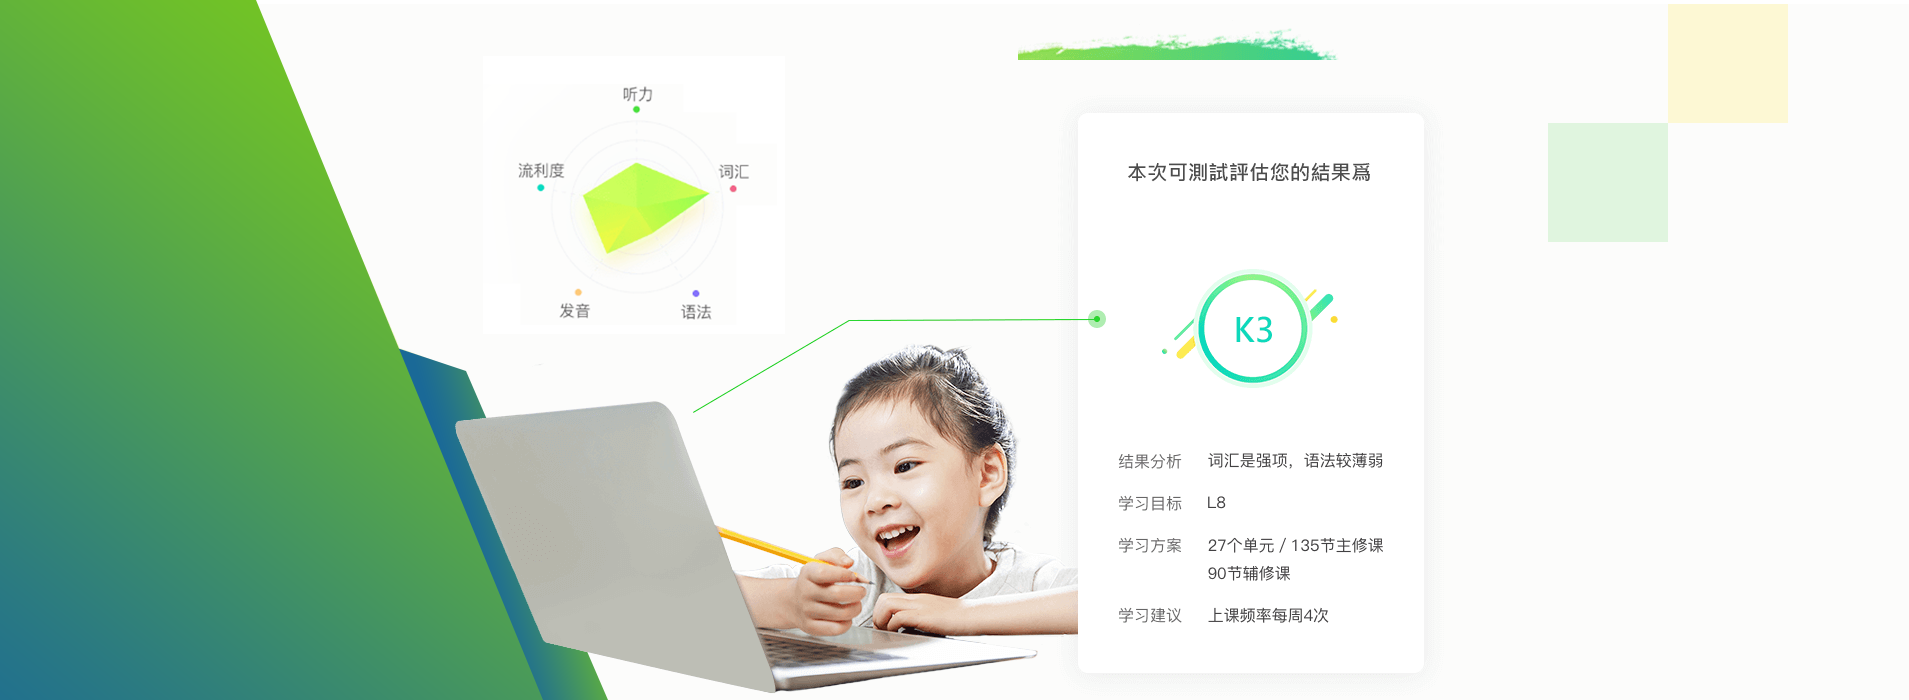 听力
流利度
词汇
发音
语法
本次可測試評估您的結果爲
K3
结果分析 词汇是强项，语法较薄弱
学习目标 L8
学习方案 27个单元 / 135节主修课
90节辅修课
学习建议 上课频率每周4次